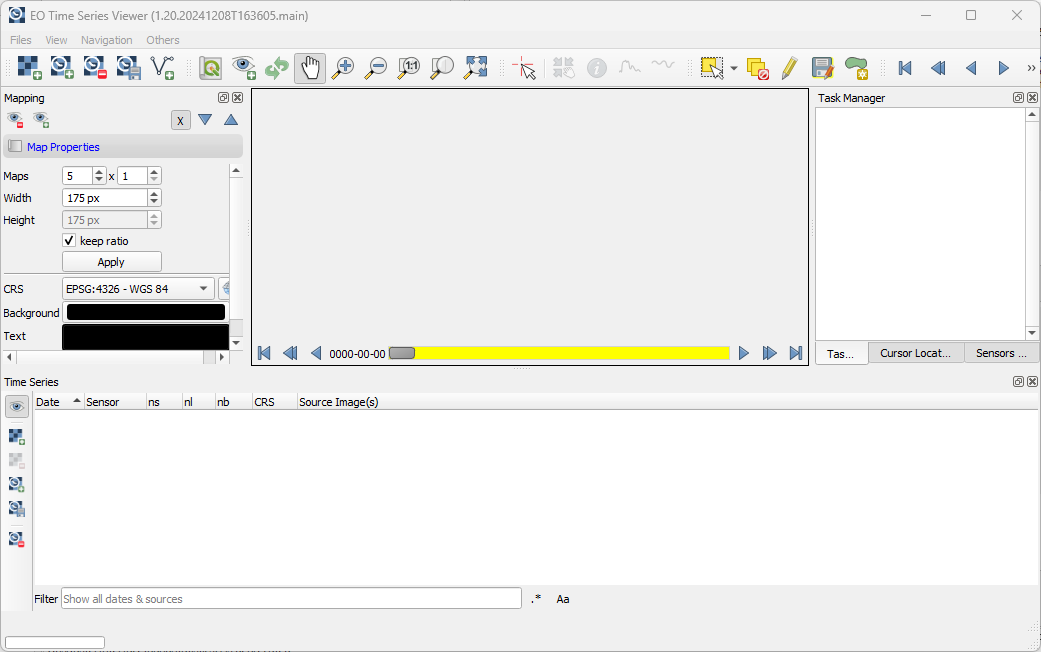 EO Time Series Viewer (1.20.20241208T163605.main)
Files View Navigation Others
1:1
»
Mapping
Task Manager
x
Map Properties
Maps 5 x 1
Width 175 px
Height 175 px
keep ratio
Apply
CRS EPSG:4326 - WGS 84
Background
Text
0000-00-00
Tas... Cursor Locat... Sensors ...
Time Series
Date Sensor ns nl nb CRS Source Image(s)
Filter Show all dates & sources .* Aa